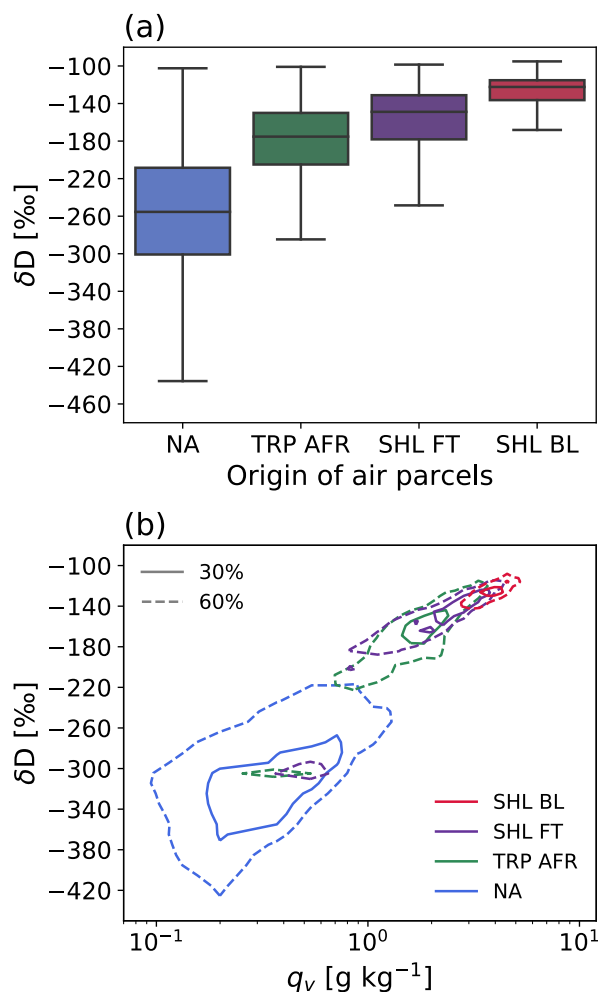 (a)
−100
−140
−180
−220
−260
−300
−340
−380
−420
−460
δD [‰]
NA TRP AFR SHL FT SHL BL
Origin of air parcels
(b)
−100
−140
−180
−220
−260
−300
−340
−380
−420
δD [‰]
30%
60%
SHL BL
SHL FT
TRP AFR
NA
10⁻¹ 10⁰ 10¹
qᵥ [g kg⁻¹]